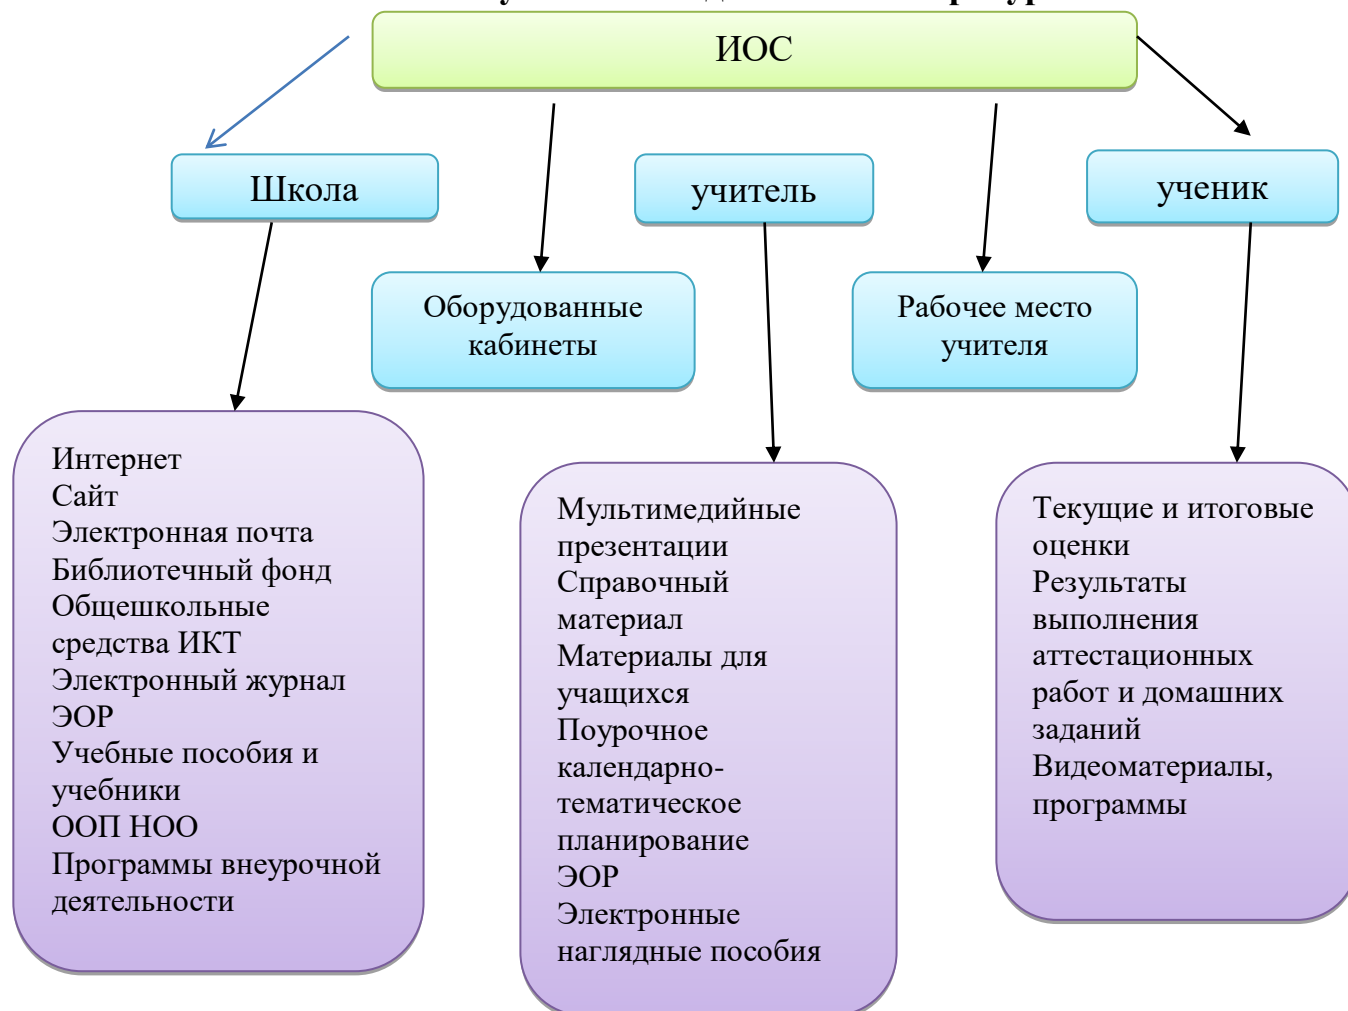 ИОС
Школа
учитель
ученик
Оборудованные
кабинеты
Рабочее место
учителя
Интернет
Сайт
Электронная почта
Библиотечный фонд
Общешкольные
средства ИКТ
Электронный журнал
ЭОР
Учебные пособия и
учебники
ООП НОО
Программы внеурочной
деятельности
Мультимедийные
презентации
Справочный
материал
Материалы для
учащихся
Поурочное
календарно-
тематическое
планирование
ЭОР
Электронные
наглядные пособия
Текущие и итоговые
оценки
Результаты
выполнения
аттестационных
работ и домашних
заданий
Видеоматериалы,
программы